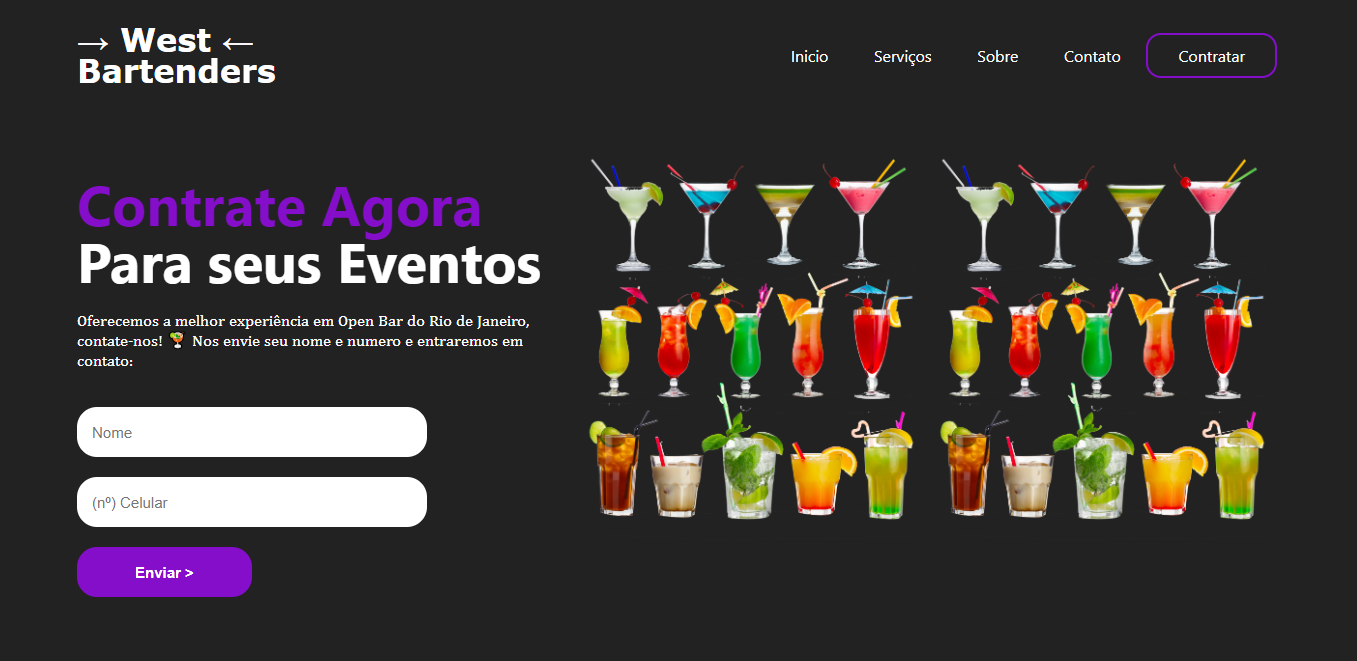 → West ←
Bartenders
Inicio
Serviços
Sobre
Contato
Contratar
Contrate Agora
Para seus Eventos
Oferecemos a melhor experiência em Open Bar do Rio de Janeiro,
contate-nos! 🍹 Nos envie seu nome e numero e entraremos em
contato:
Nome
(nº) Celular
Enviar >